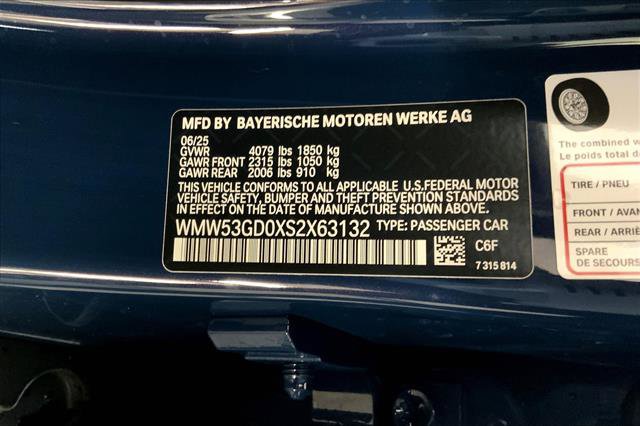 MFD BY BAYERISCHE MOTOREN WERKE AG
06/25
GVWR 4079 lbs 1850 kg
GAWR FRONT 2315 lbs 1050 kg
GAWR REAR 2006 lbs 910 kg
THIS VEHICLE CONFORMS TO ALL APPLICABLE U.S.FEDERAL MOTOR
VEHICLE SAFETY, BUMPER AND THEFT PREVENTION STANDARDS
IN EFFECT ON THE DATE OF MANUFACTURE SHOWN ABOVE.
WMW53GD0XS2X63132 TYPE: PASSENGER CAR
C6F
7 315 814
The combined w
Le poids total de
TIRE / PNEU
FRONT / AVAN
REAR / ARRIÈ
SPARE
DE SECOURS